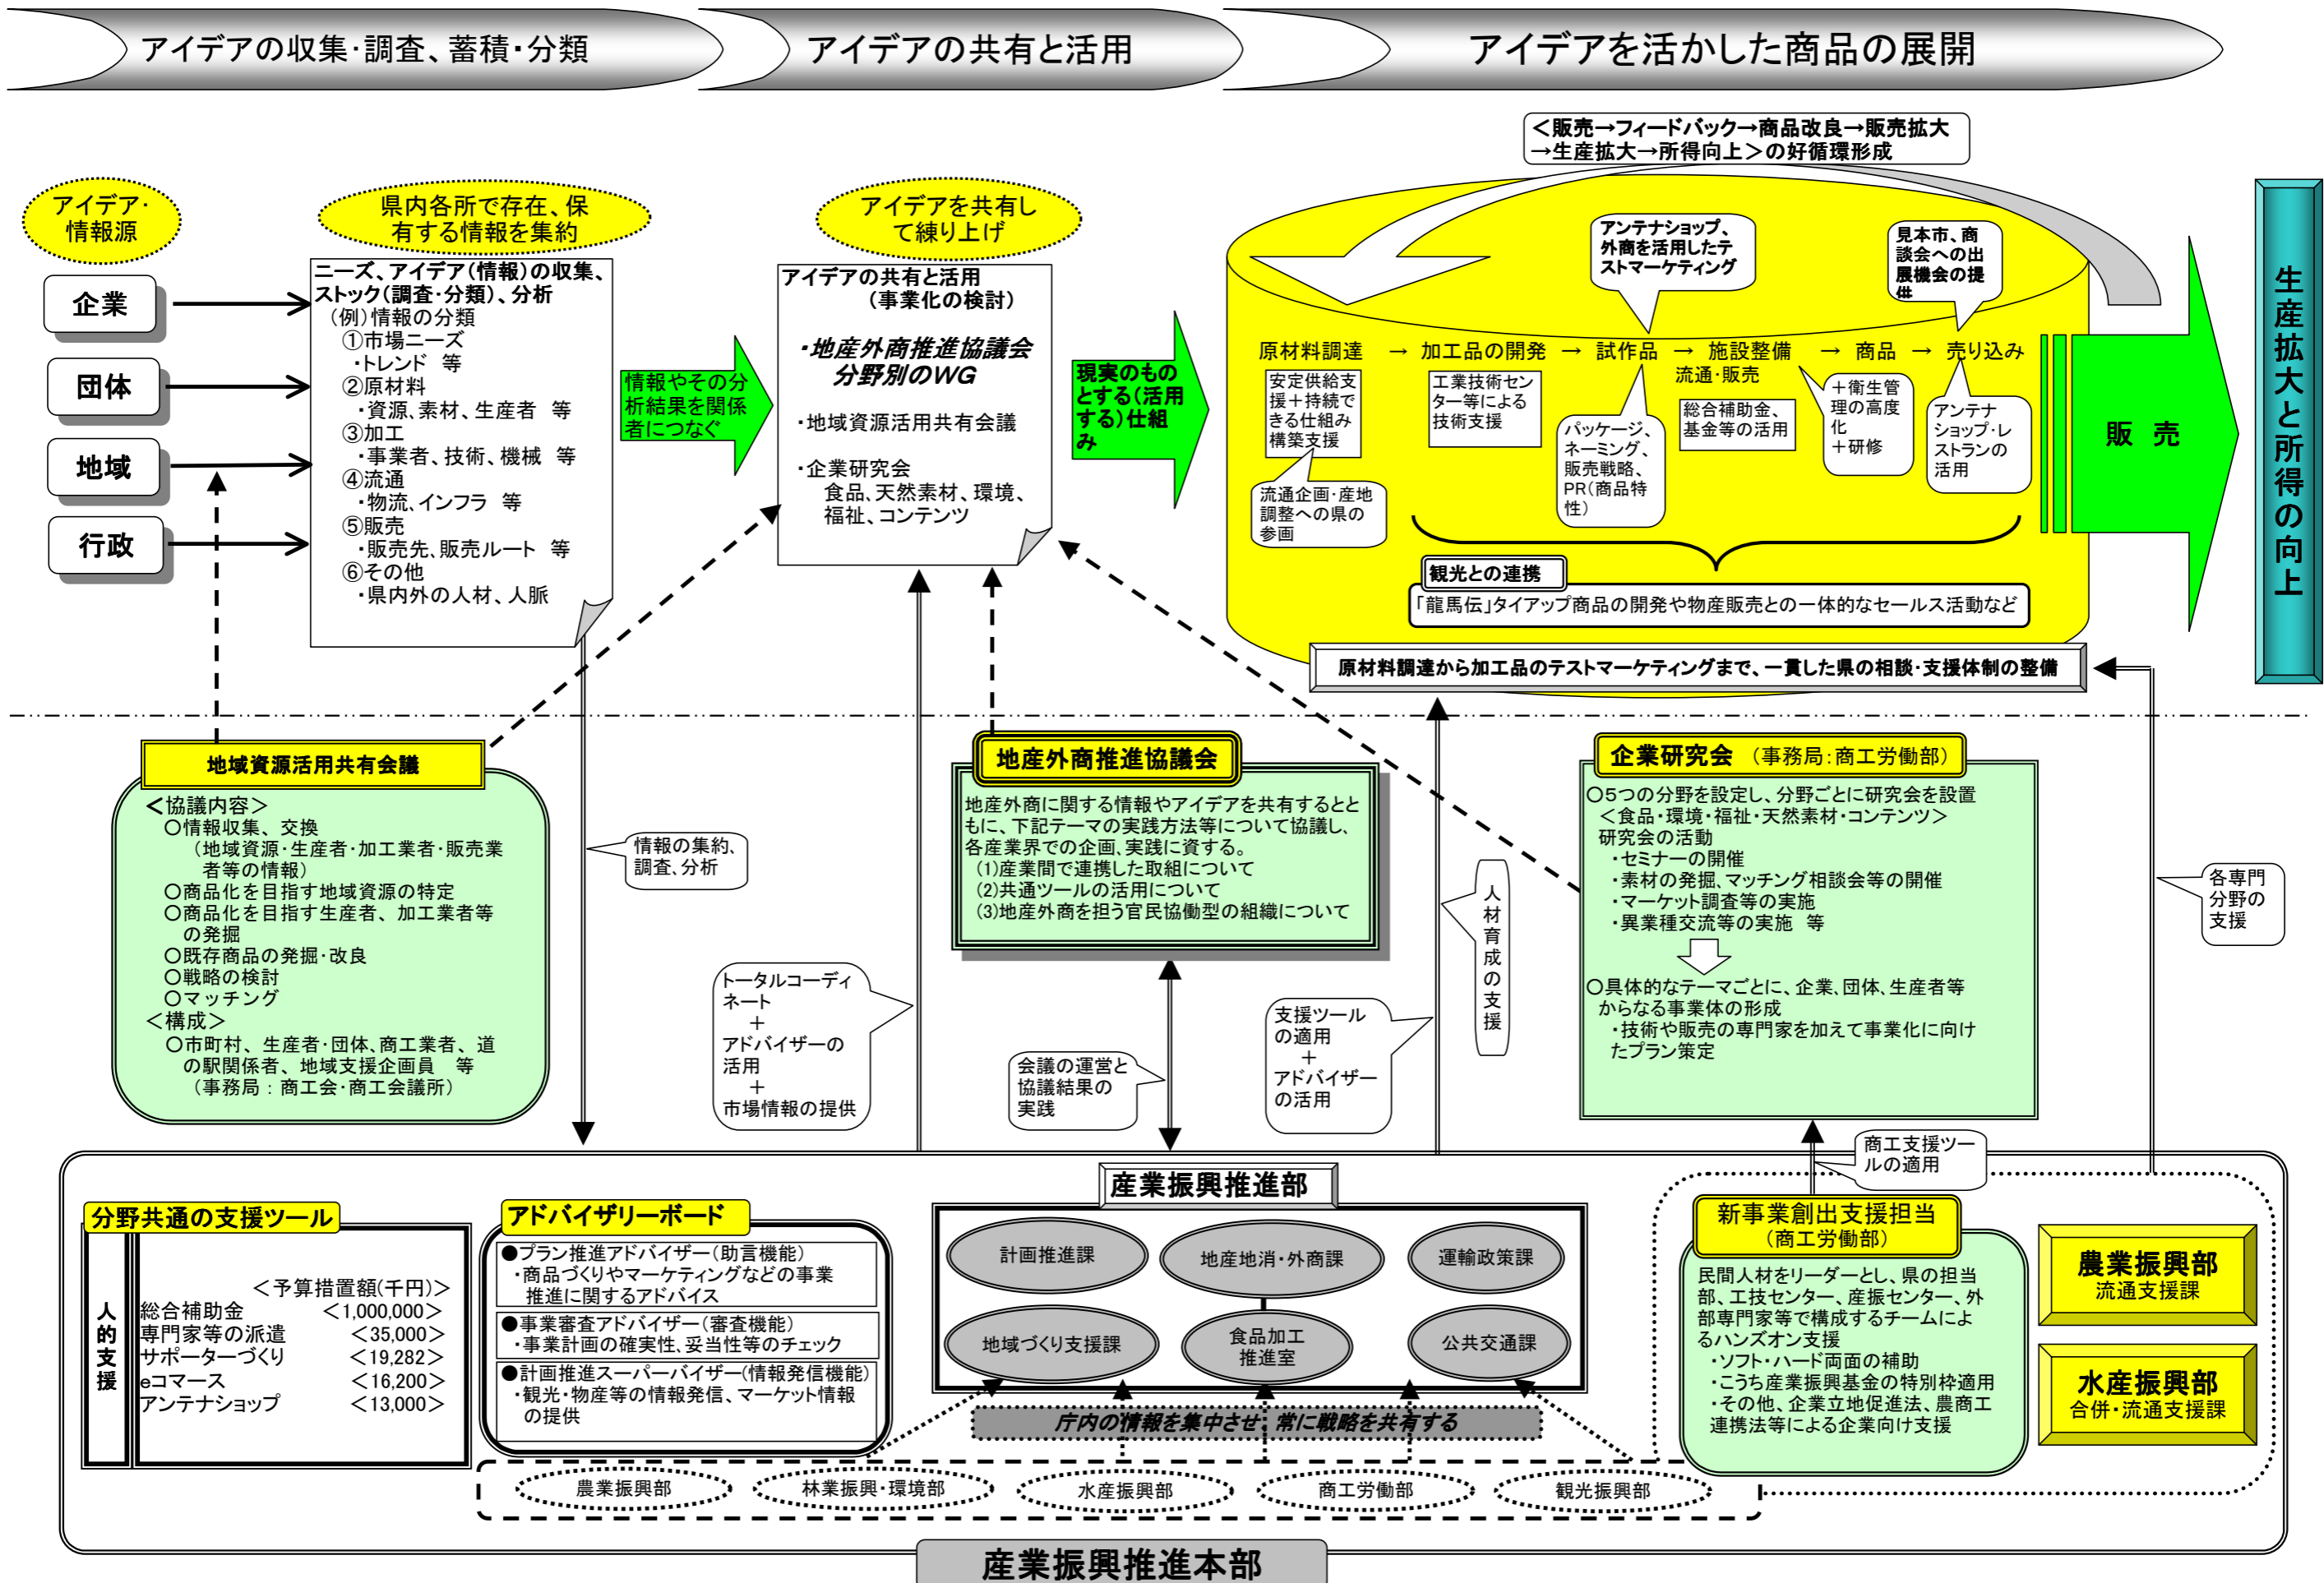 アイデアの収集・調査、蓄積・分類
アイデアの共有と活用
アイデアを活かした商品の展開
＜販売→フィードバック→商品改良→販売拡大
→生産拡大→所得向上＞の好循環形成
アイデア・
情報源
県内各所で存在、保
有する情報を集約
アイデアを共有し
て練り上げ
企業
団体
地域
行政
ニーズ、アイデア（情報）の収集、
ストック（調査・分類）、分析
（例）情報の分類
①市場ニーズ
・トレンド　等
②原材料
・資源、素材、生産者　等
③加工
・事業者、技術、機械　等
④流通
・物流、インフラ　等
⑤販売
・販売先、販売ルート　等
⑥その他
・県内外の人材、人脈
情報やその分
析結果を関係
者につなぐ
アイデアの共有と活用
（事業化の検討）
・地産外商推進協議会
分野別のWG
・地域資源活用共有会議
・企業研究会
食品、天然素材、環境、
福祉、コンテンツ
現実のもの
とする（活用
する）仕組
み
アンテナショップ、
外商を活用したテ
ストマーケティング
見本市、商
談会への出
展機会の提
供
原材料調達　→　加工品の開発　→　試作品　→　施設整備　→　商品　→　売り込み
流通・販売
安定供給支
援＋持続で
きる仕組み
構築支援
工業技術セン
ター等による
技術支援
パッケージ、
ネーミング、
販売戦略、
PR（商品特
性）
総合補助金、
基金等の活用
＋衛生管
理の高度
化
＋研修
アンテナ
ショップ・レ
ストランの
活用
流通企画・産地
調整への県の
参画
観光との連携
「龍馬伝」タイアップ商品の開発や物産販売との一体的なセールス活動など
原材料調達から加工品のテストマーケティングまで、一貫した県の相談・支援体制の整備
販　売
生産拡大と所得の向上
地域資源活用共有会議
＜協議内容＞
○情報収集、交換
（地域資源・生産者・加工業者・販売業
者等の情報）
○商品化を目指す地域資源の特定
○商品化を目指す生産者、加工業者等
の発掘
○既存商品の発掘・改良
○戦略の検討
○マッチング
＜構成＞
○市町村、生産者・団体、商工業者、道
の駅関係者、地域支援企画員　等
（事務局：商工会・商工会議所）
情報の集約、
調査、分析
地産外商推進協議会
地産外商に関する情報やアイデアを共有するとと
もに、下記テーマの実践方法等について協議し、
各産業界での企画、実践に資する。
(1)産業間で連携した取組について
(2)共通ツールの活用について
(3)地産外商を担う官民協働型の組織について
企業研究会　（事務局：商工労働部）
○５つの分野を設定し、分野ごとに研究会を設置
＜食品・環境・福祉・天然素材・コンテンツ＞
研究会の活動
・セミナーの開催
・素材の発掘、マッチング相談会等の開催
・マーケット調査等の実施
・異業種交流等の実施　等
○具体的なテーマごとに、企業、団体、生産者等
からなる事業体の形成
・技術や販売の専門家を加えて事業化に向け
たプラン策定
各専門
分野の
支援
人材育成の支援
トータルコーディ
ネート
＋
アドバイザーの
活用
＋
市場情報の提供
会議の運営と
協議結果の
実践
支援ツール
の適用
＋
アドバイザー
の活用
商工支援ツー
ルの適用
分野共通の支援ツール
人的支援
＜予算措置額(千円)＞
総合補助金　＜1,000,000＞
専門家等の派遣　＜35,000＞
サポーターづくり　＜19,282＞
eコマース　＜16,200＞
アンテナショップ　＜13,000＞
アドバイザリーボード
●プラン推進アドバイザー（助言機能）
・商品づくりやマーケティングなどの事業
推進に関するアドバイス
●事業審査アドバイザー（審査機能）
・事業計画の確実性、妥当性等のチェック
●計画推進スーパーバイザー(情報発信機能)
・観光・物産等の情報発信、マーケット情報
の提供
産業振興推進部
計画推進課
地産地消・外商課
運輸政策課
地域づくり支援課
食品加工
推進室
公共交通課
庁内の情報を集中させ、常に戦略を共有する
新事業創出支援担当
（商工労働部）
民間人材をリーダーとし、県の担当
部、工技センター、産振センター、外
部専門家等で構成するチームによ
るハンズオン支援
・ソフト・ハード両面の補助
・こうち産業振興基金の特別枠適用
・その他、企業立地促進法、農商工
連携法等による企業向け支援
農業振興部
流通支援課
水産振興部
合併・流通支援課
農業振興部
林業振興・環境部
水産振興部
商工労働部
観光振興部
産業振興推進本部